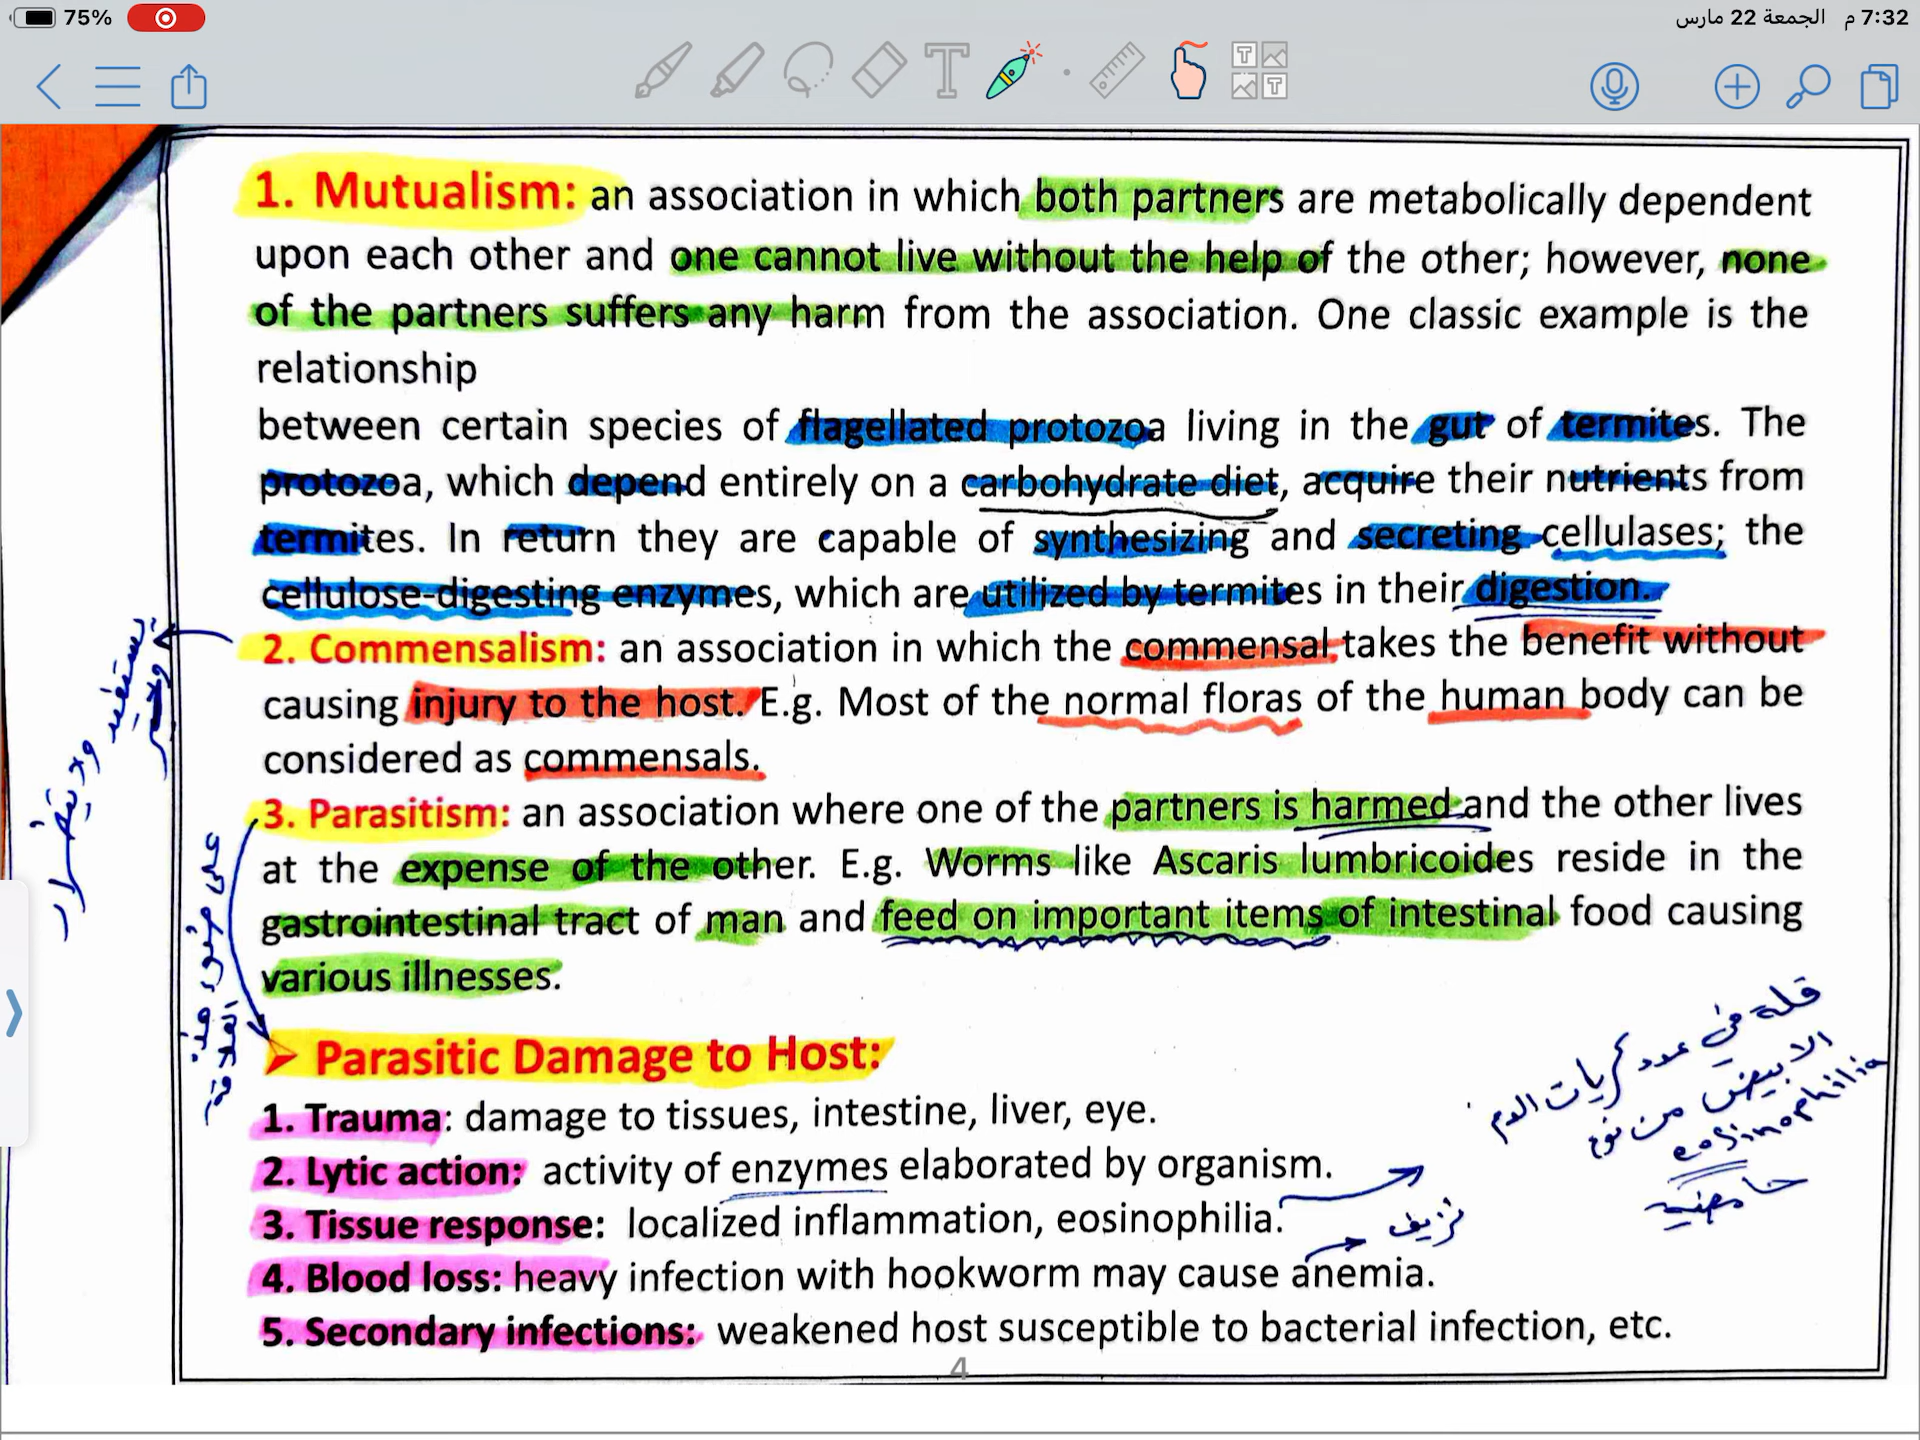 75%
7:32 م الجمعة 22 مارس
1. Mutualism: an association in which both partners are metabolically dependent
upon each other and one cannot live without the help of the other; however, none
of the partners suffers any harm from the association. One classic example is the
relationship
between certain species of flagellated protozoa living in the gut of termites. The
protozoa, which depend entirely on a carbohydrate diet, acquire their nutrients from
termites. In return they are capable of synthesizing and secreting cellulases; the
cellulose-digesting enzymes, which are utilized by termites in their digestion.
2. Commensalism: an association in which the commensal takes the benefit without
causing injury to the host. E.g. Most of the normal floras of the human body can be
considered as commensals.
3. Parasitism: an association where one of the partners is harmed and the other lives
at the expense of the other. E.g. Worms like Ascaris lumbricoides reside in the
gastrointestinal tract of man and feed on important items of intestinal food causing
various illnesses.
➤ Parasitic Damage to Host:
1. Trauma: damage to tissues, intestine, liver, eye.
2. Lytic action: activity of enzymes elaborated by organism.
3. Tissue response: localized inflammation, eosinophilia.
4. Blood loss: heavy infection with hookworm may cause anemia.
5. Secondary infections: weakened host susceptible to bacterial infection, etc.
4
قلة في عدد كريات الدم
الابيض من نوع
eosinophilia
حامضية
نزيف